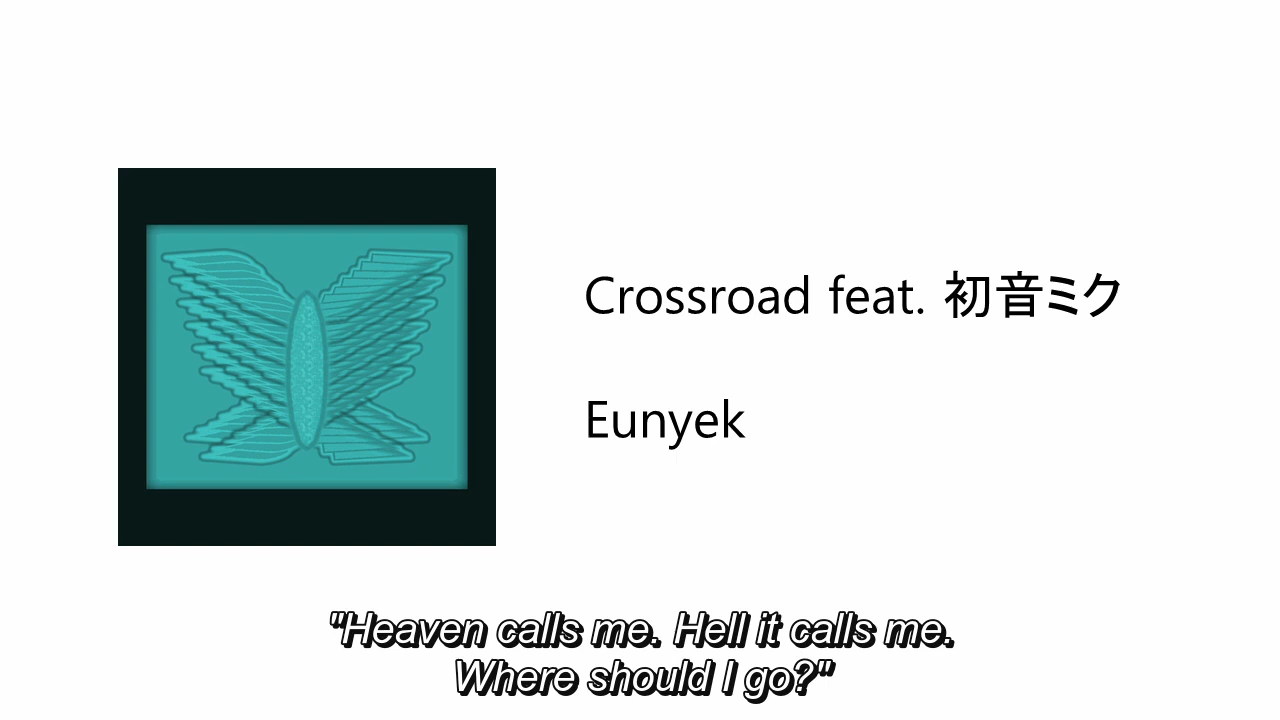 Crossroad feat. 初音ミク
Eunyek
"Heaven calls me. Hell it calls me.
Where should I go?"